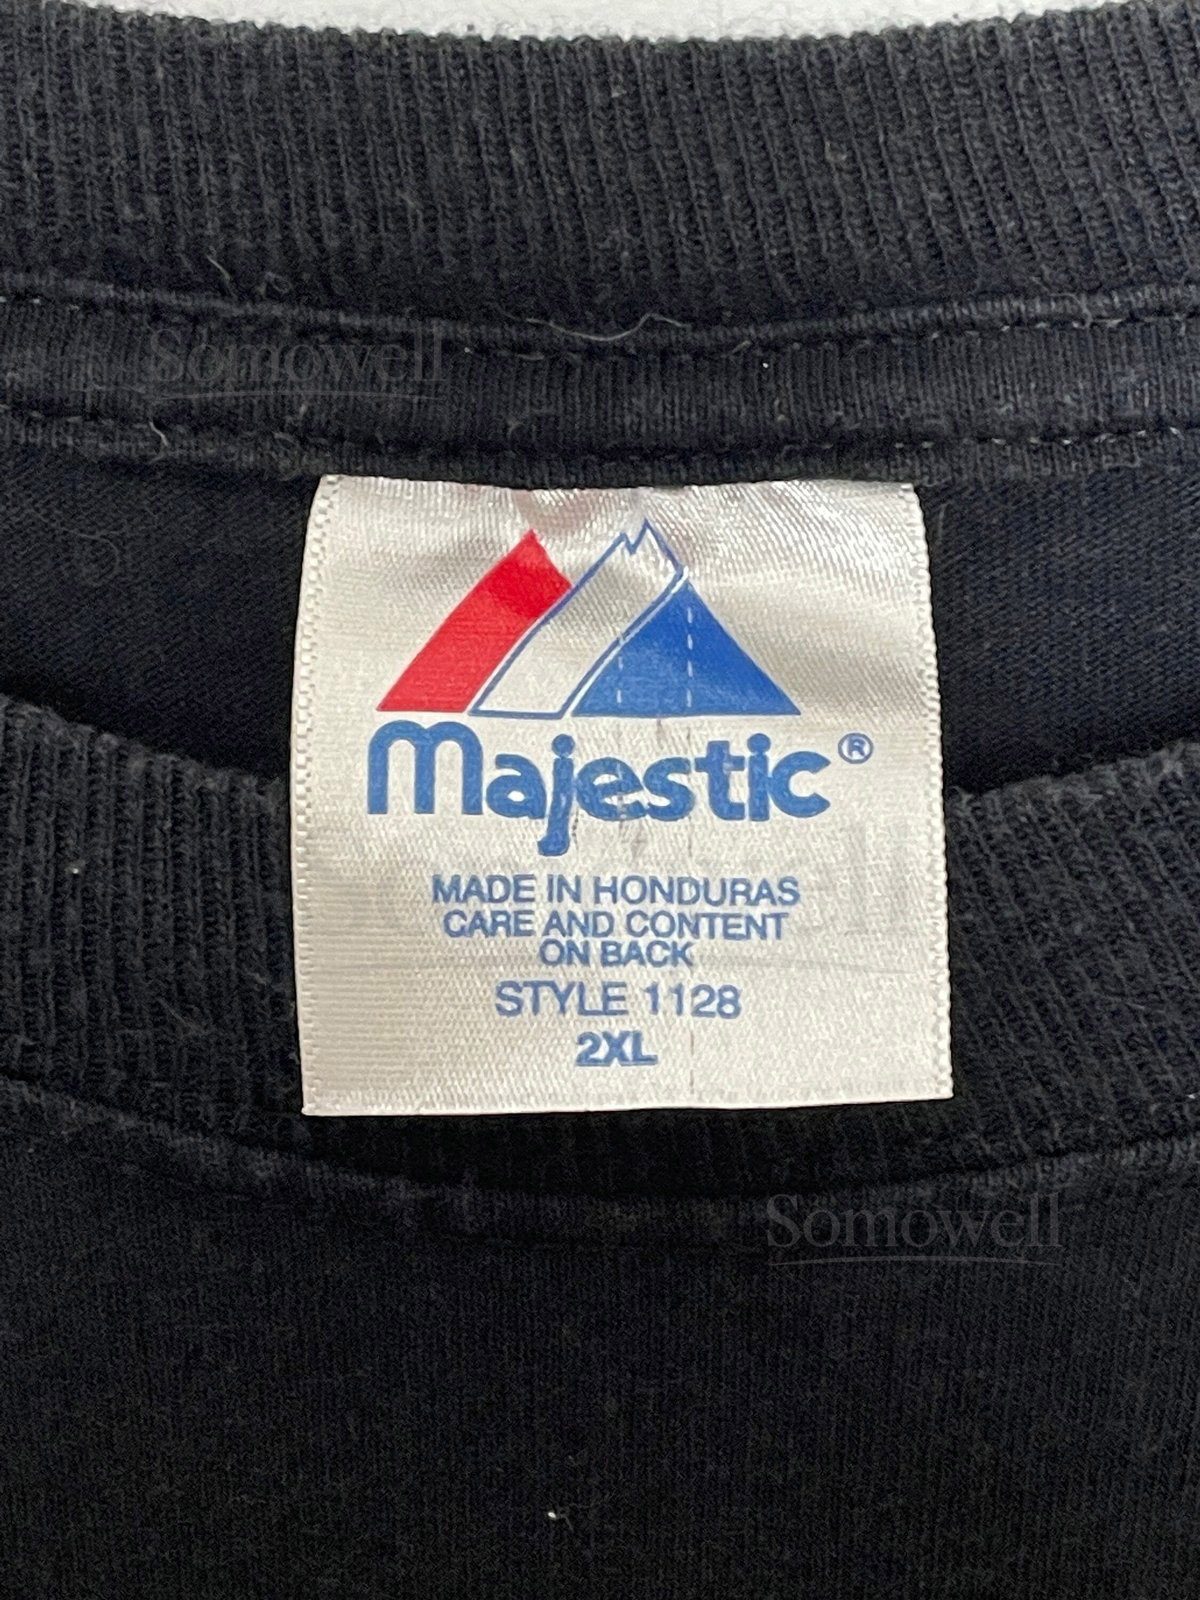 Somowell
Majestic®
MADE IN HONDURAS
CARE AND CONTENT
ON BACK
STYLE 1128
2XL
Somowell